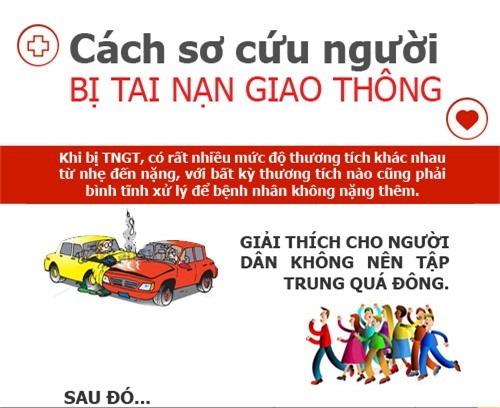 Cách sơ cứu người
BỊ TAI NẠN GIAO THÔNG
Khi bị TNGT, có rất nhiều mức độ thương tích khác nhau
từ nhẹ đến nặng, với bất kỳ thương tích nào cũng phải
bình tĩnh xử lý để bệnh nhân không nặng thêm.
GIẢI THÍCH CHO NGƯỜI
DÂN KHÔNG NÊN TẬP
TRUNG QUÁ ĐÔNG.
SAU ĐÓ...